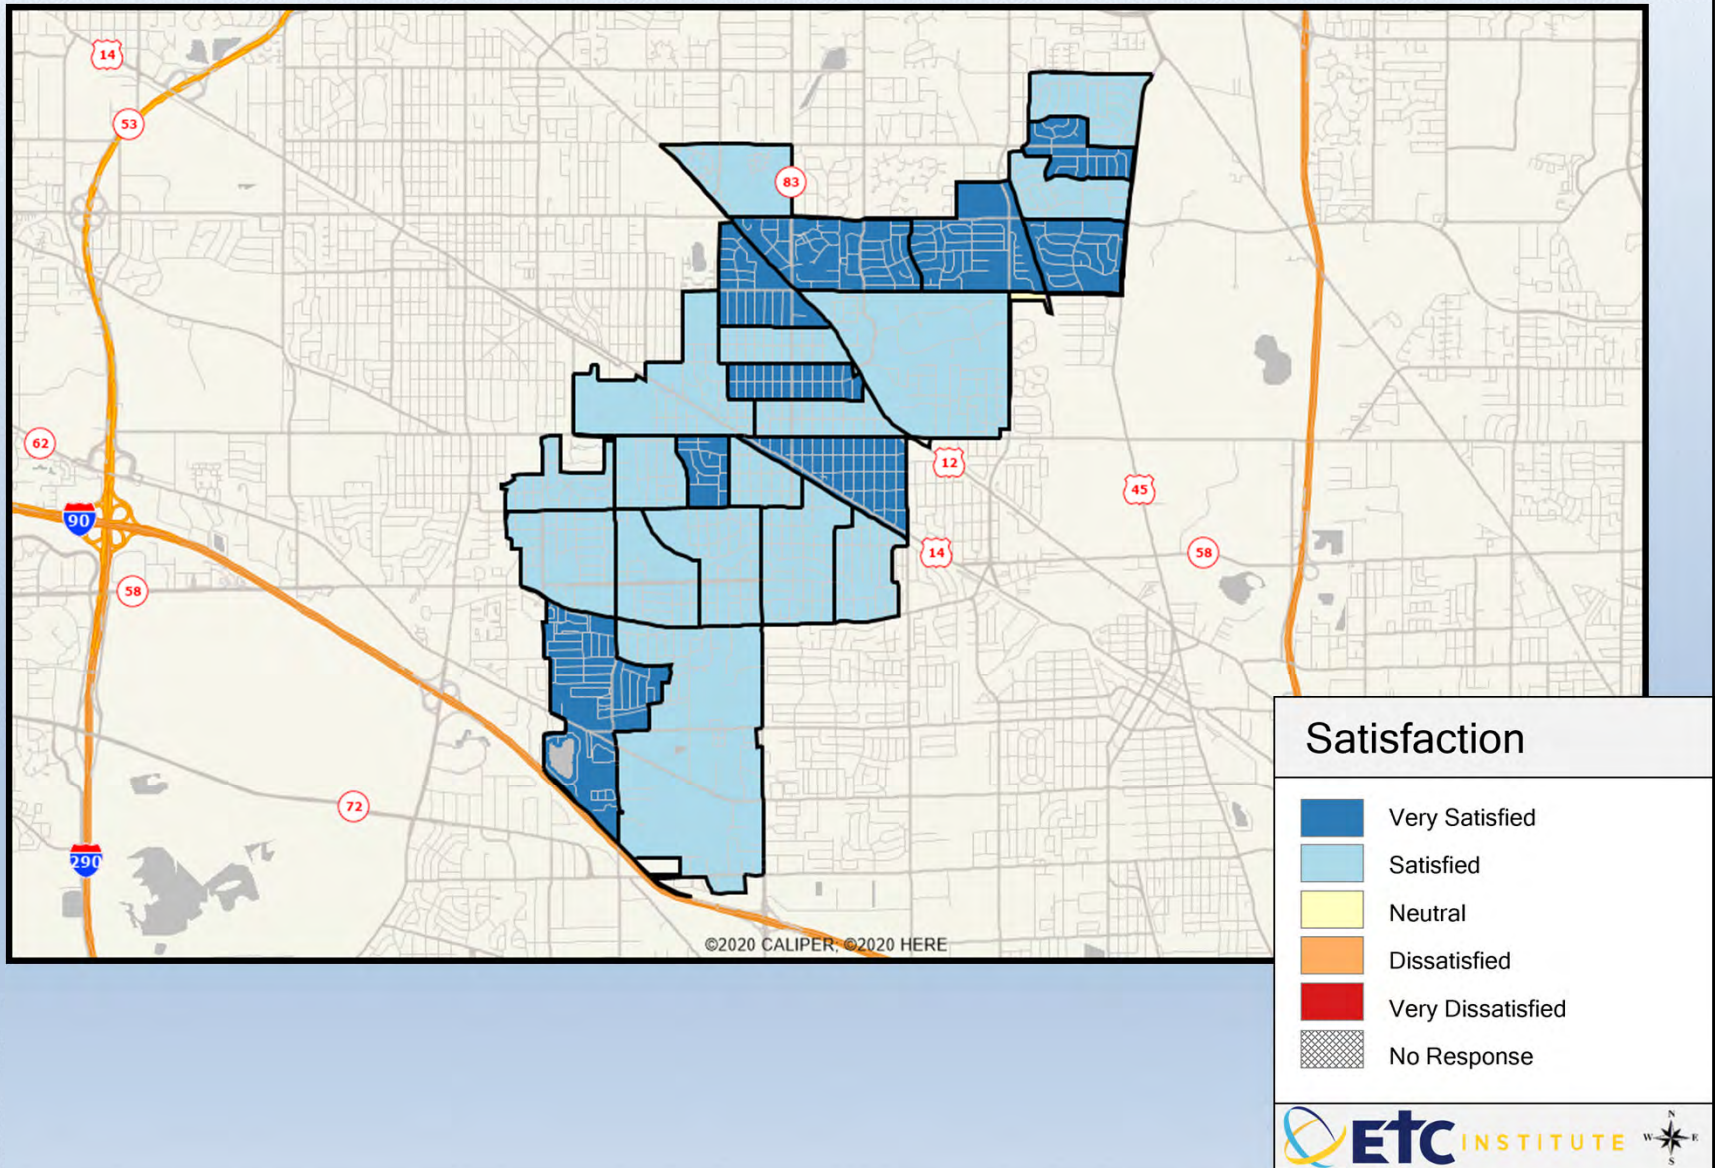 14
53
83
62
12
45
90
14
58
58
72
290
©2020 CALIPER; ©2020 HERE
Satisfaction
Very Satisfied
Satisfied
Neutral
Dissatisfied
Very Dissatisfied
No Response
N
W E
S
ETC INSTITUTE